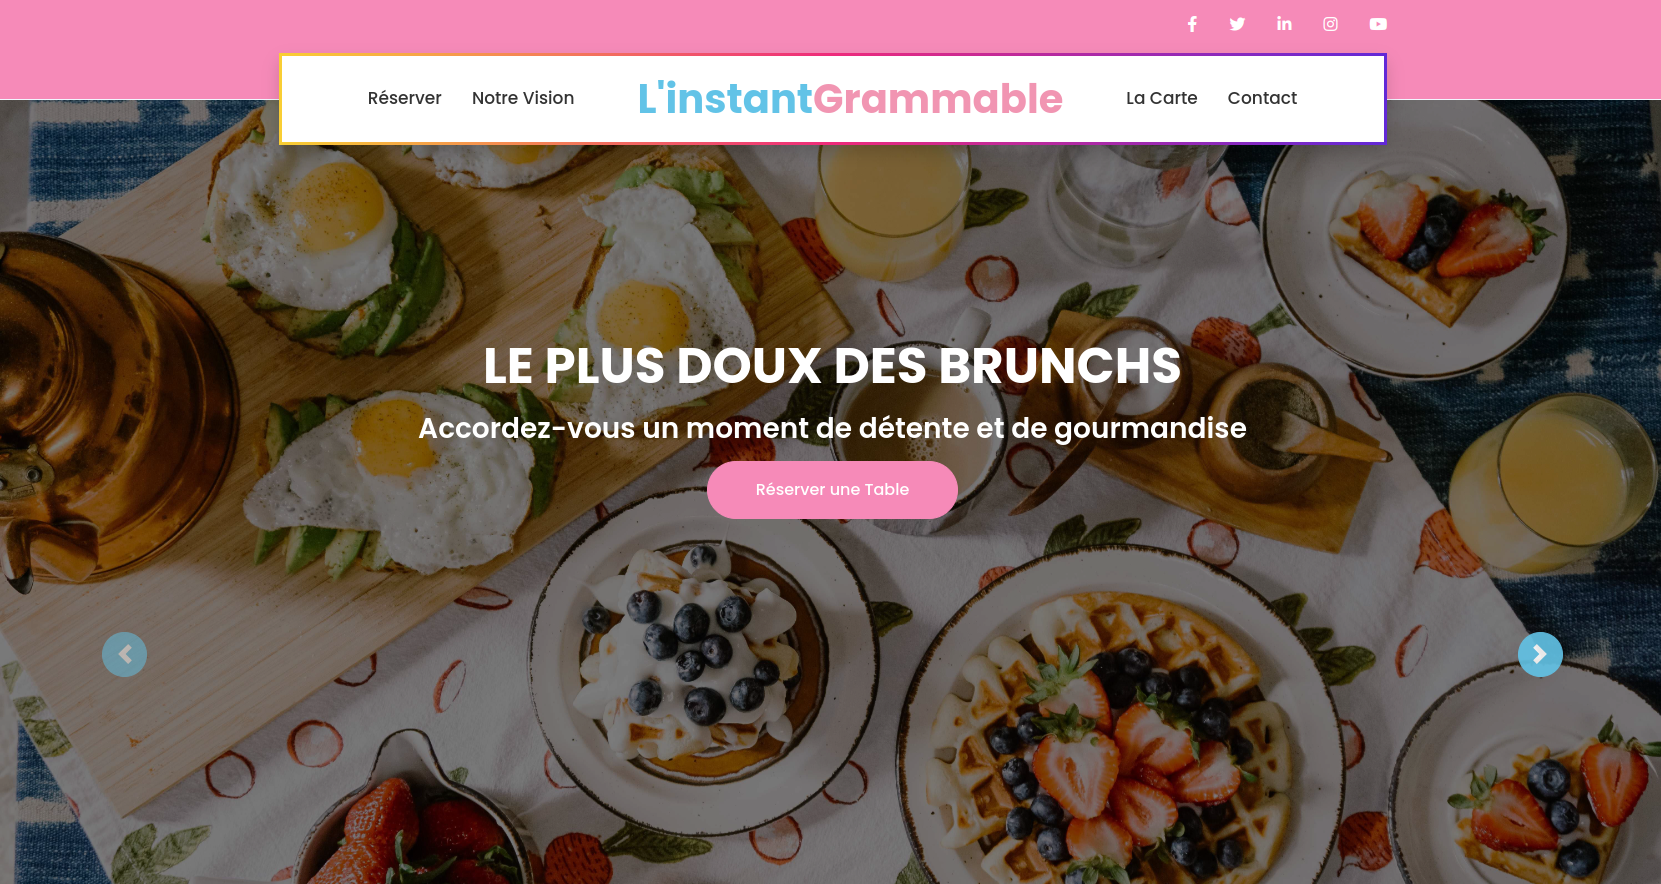 Réserver Notre Vision L'instantGrammable La Carte Contact
LE PLUS DOUX DES BRUNCHS
Accordez-vous un moment de détente et de gourmandise
Réserver une Table